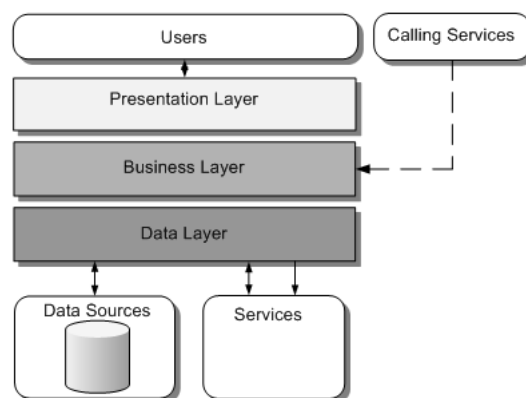 Users
Calling Services
Presentation Layer
Business Layer
Data Layer
Data Sources
Services